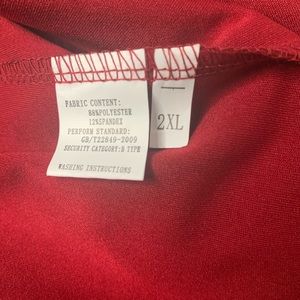 FABRIC CONTENT:
88%POLYESTER
12%SPANDEX
PERFORM STANDARD:
GB/T22849-2009
SECURITY CATEGORY:B TYPE
WASHING INSTRUCTIONS
2XL